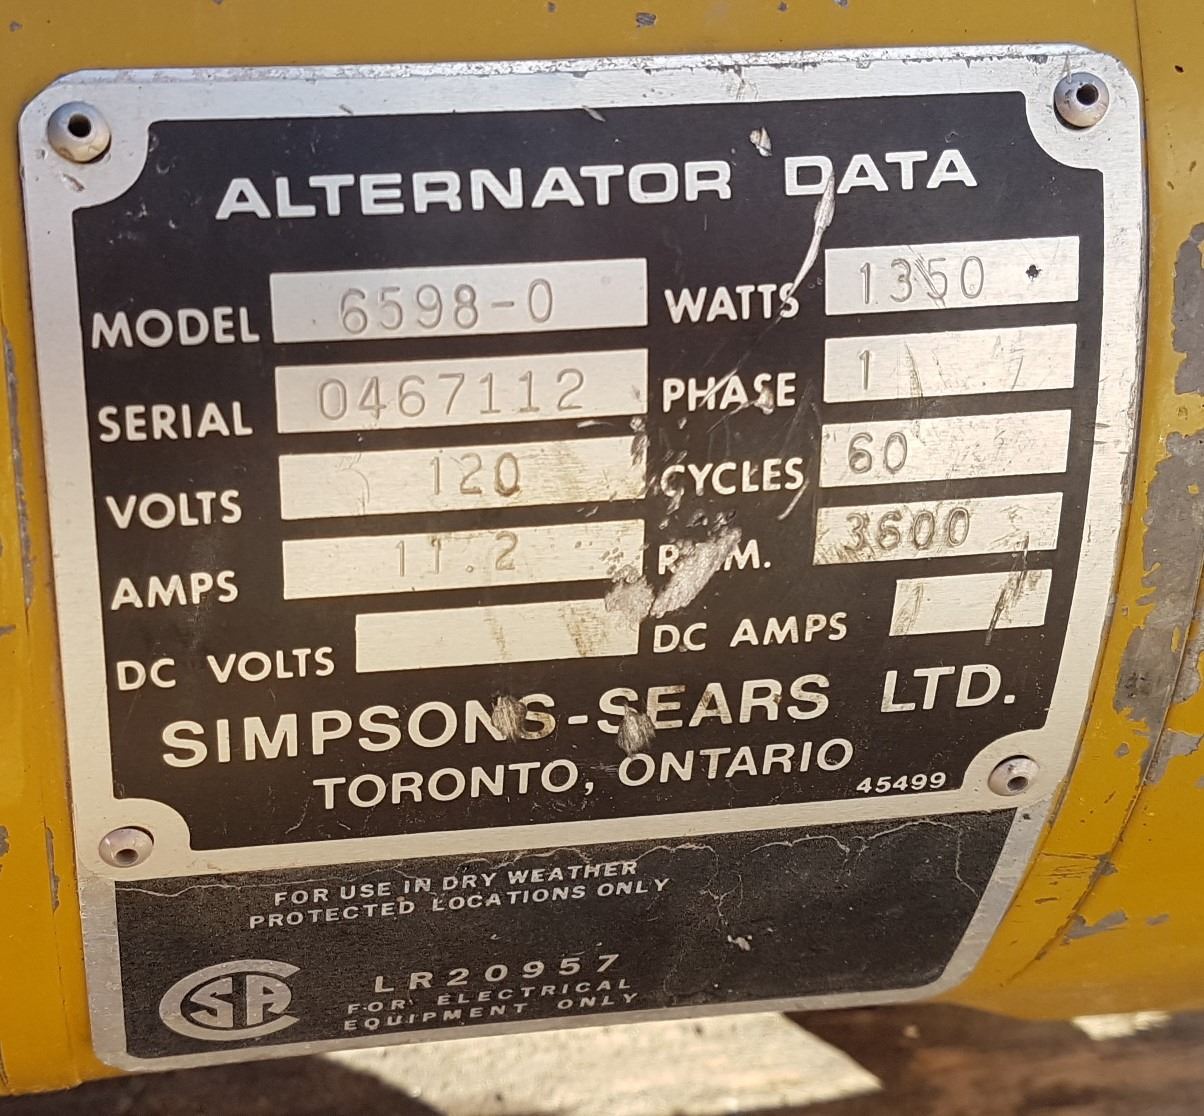 ALTERNATOR DATA
MODEL 6598-0 WATTS 1350
SERIAL 0467112 PHASE 1
VOLTS 120 CYCLES 60
AMPS 11.2 R.P.M. 3600
DC VOLTS DC AMPS
SIMPSONS-SEARS LTD.
TORONTO, ONTARIO 45499
FOR USE IN DRY WEATHER
PROTECTED LOCATIONS ONLY
CSA LR20957
FOR ELECTRICAL
EQUIPMENT ONLY